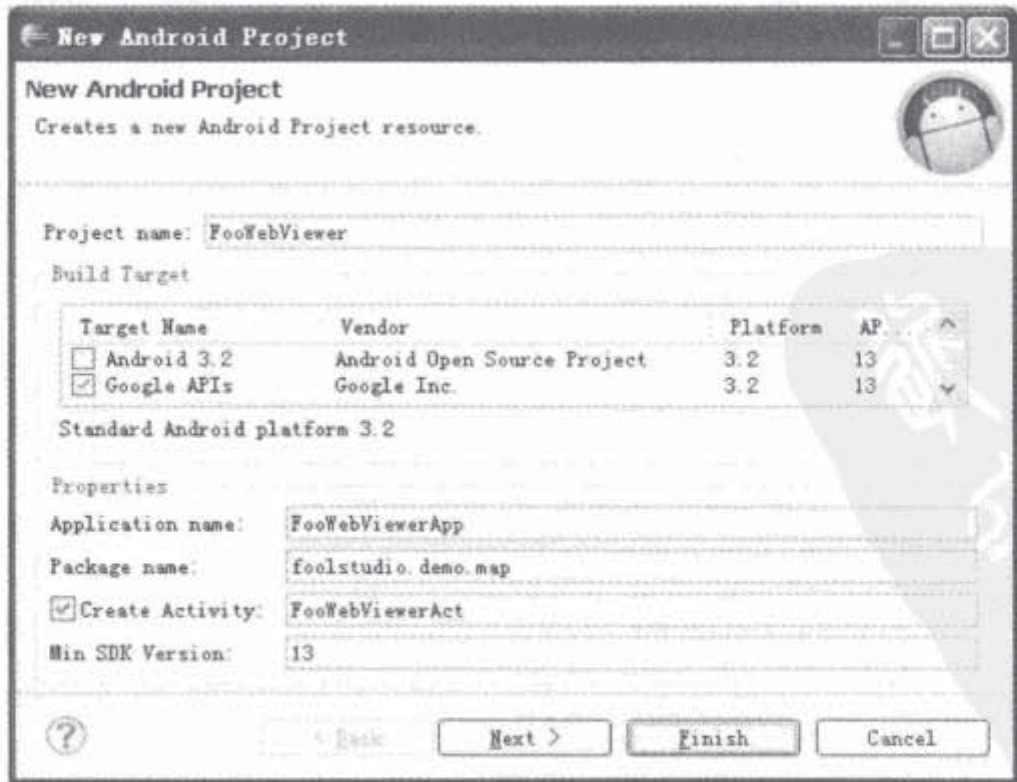 New Android Project
New Android Project
Creates a new Android Project resource.
Project name: FooWebViewer
Build Target
Target Name Vendor Platform AP...
Android 3.2 Android Open Source Project 3.2 13
Google APIs Google Inc. 3.2 13
Standard Android platform 3.2
Properties
Application name: FooWebViewerApp
Package name: foolstudio.demo.map
Create Activity: FooWebViewerAct
Min SDK Version: 13
? < Back Next > Finish Cancel